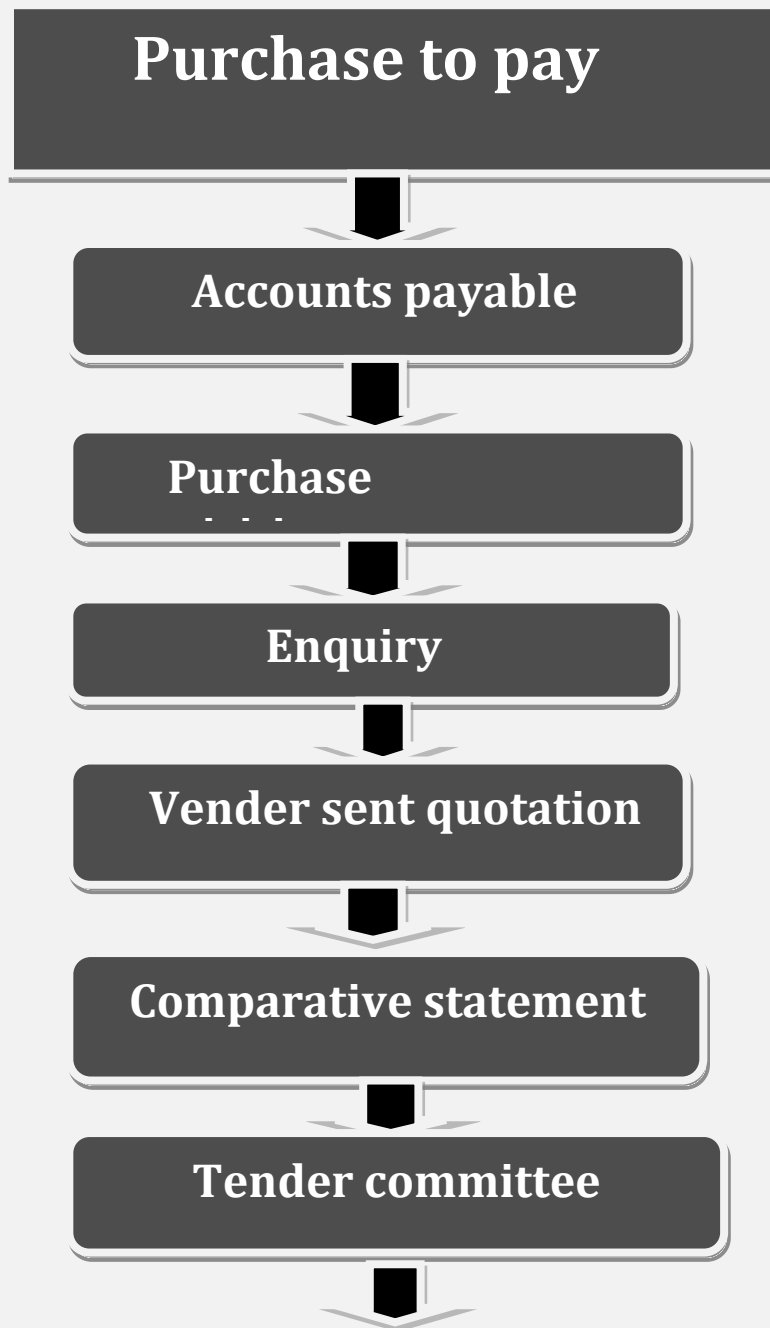 Purchase to pay
Accounts payable
Purchase
Enquiry
Vender sent quotation
Comparative statement
Tender committee